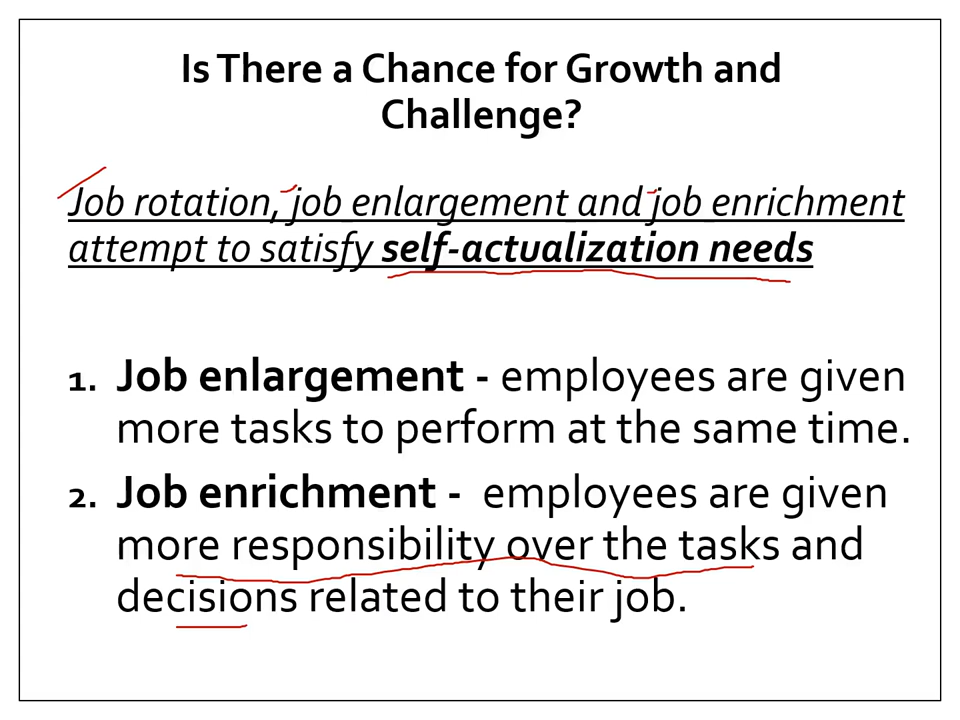 Is There a Chance for Growth and
Challenge?
Job rotation, job enlargement and job enrichment
attempt to satisfy self-actualization needs
1. Job enlargement - employees are given
more tasks to perform at the same time.
2. Job enrichment - employees are given
more responsibility over the tasks and
decisions related to their job.